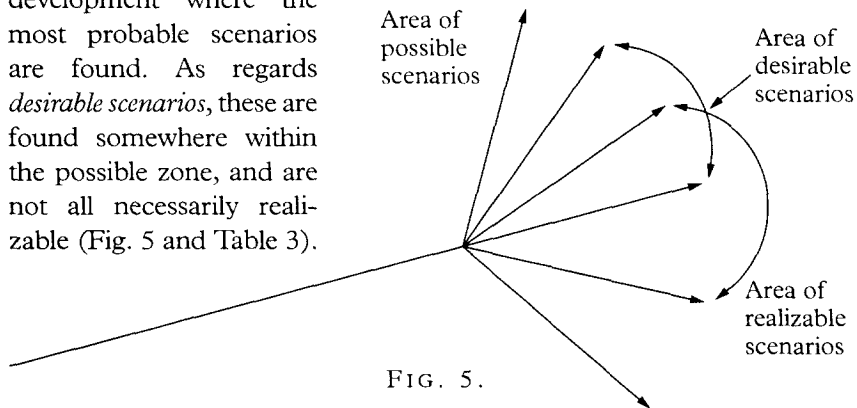 development where the
most probable scenarios
are found. As regards
desirable scenarios, these are
found somewhere within
the possible zone, and are
not all necessarily reali-
zable (Fig. 5 and Table 3).
Area of
possible
scenarios
Area of
desirable
scenarios
Area of
realizable
scenarios
FIG. 5.